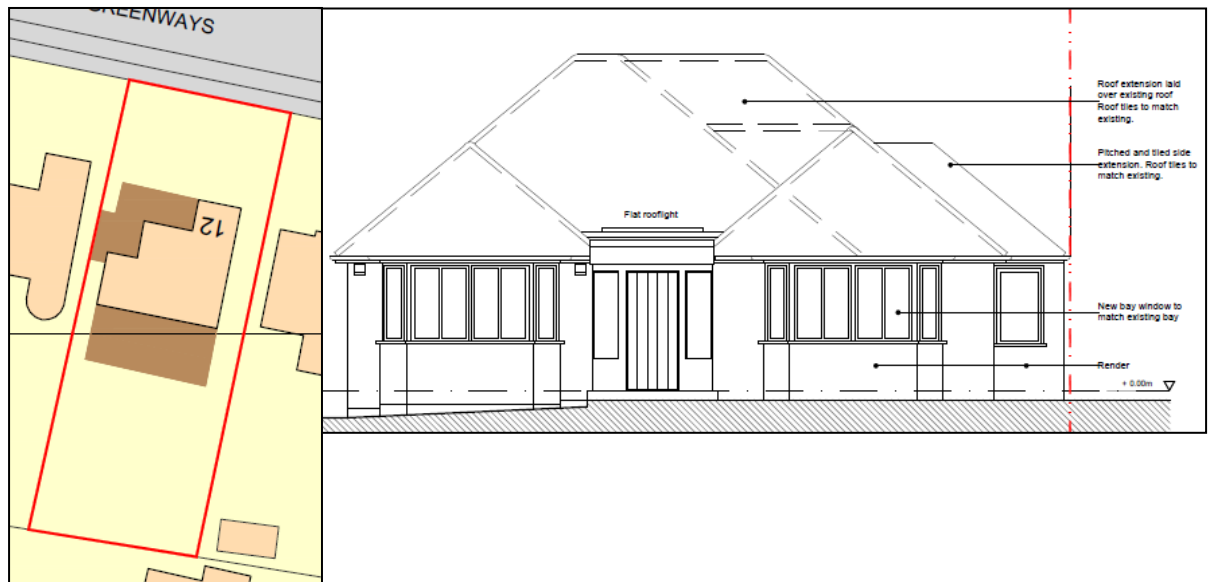 GREENWAYS
12
Roof extension laid
over existing roof
Roof tiles to match
existing.
Pitched and tiled side
extension. Roof tiles to
match existing.
Flat rooflight
New bay window to
match existing bay
Render
+ 0.00m